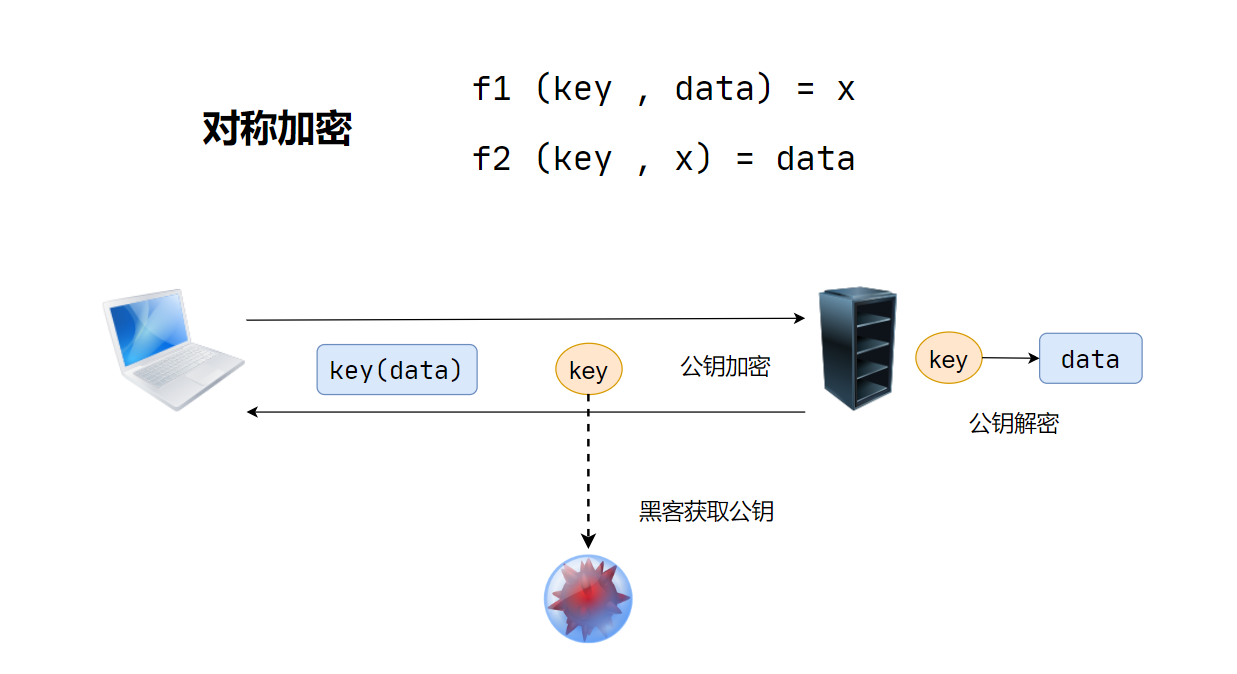 f1 (key , data) = x
对称加密
f2 (key , x) = data
key(data)
key
公钥加密
key
data
公钥解密
黑客获取公钥